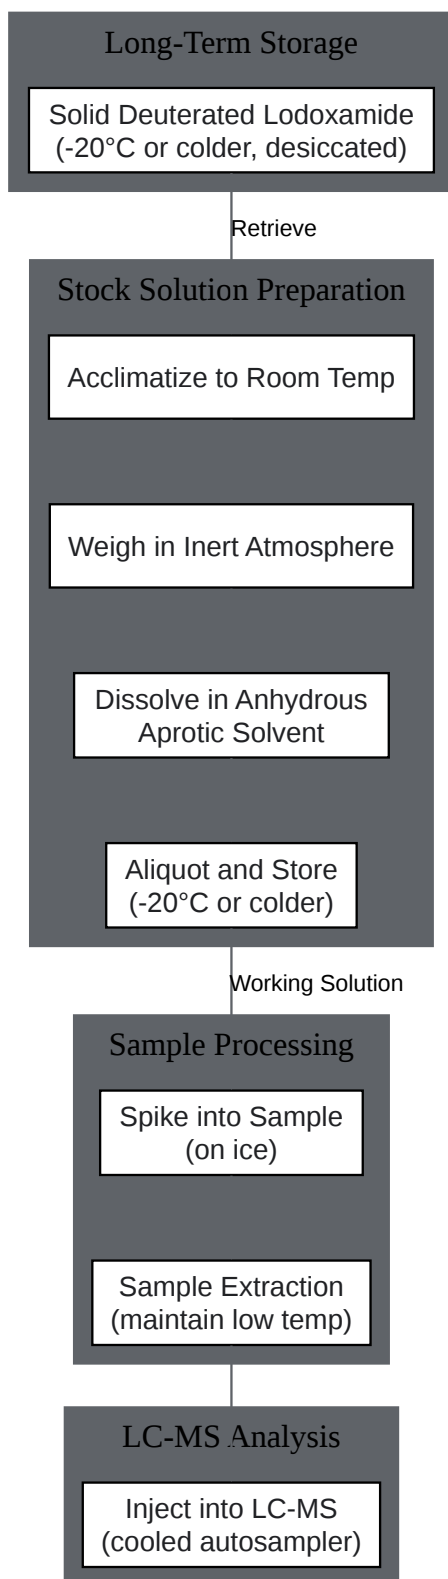 Long-Term Storage
Solid Deuterated Lodoxamide
(-20°C or colder, desiccated)
Retrieve
Stock Solution Preparation
Acclimatize to Room Temp
Weigh in Inert Atmosphere
Dissolve in Anhydrous
Aprotic Solvent
Aliquot and Store
(-20°C or colder)
Working Solution
Sample Processing
Spike into Sample
(on ice)
Sample Extraction
(maintain low temp)
LC-MS Analysis
Inject into LC-MS
(cooled autosampler)